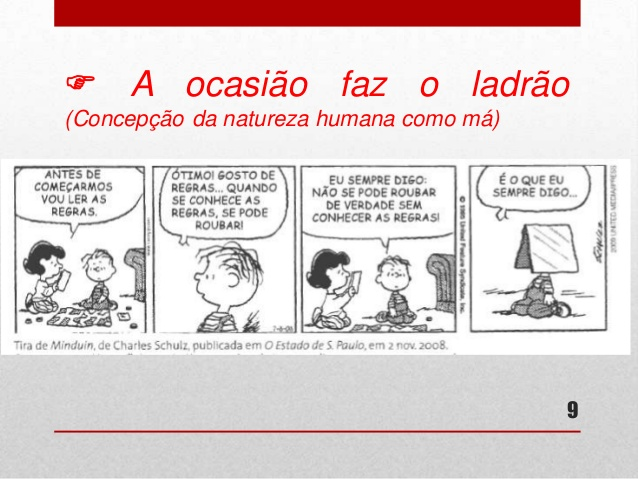 ☞ A ocasião faz o ladrão
(Concepção da natureza humana como má)
ANTES DE
COMEÇARMOS
VOU LER AS
REGRAS.
ÓTIMO! GOSTO DE
REGRAS... QUANDO
SE CONHECE AS
REGRAS, SE PODE
ROUBAR!
7-6-06
EU SEMPRE DIGO:
NÃO SE PODE ROUBAR
DE VERDADE SEM
CONHECER AS REGRAS!
É O QUE EU
SEMPRE DIGO...
Tira de Minduin, de Charles Schulz, publicada em O Estado de S. Paulo, em 2 nov. 2008.
9